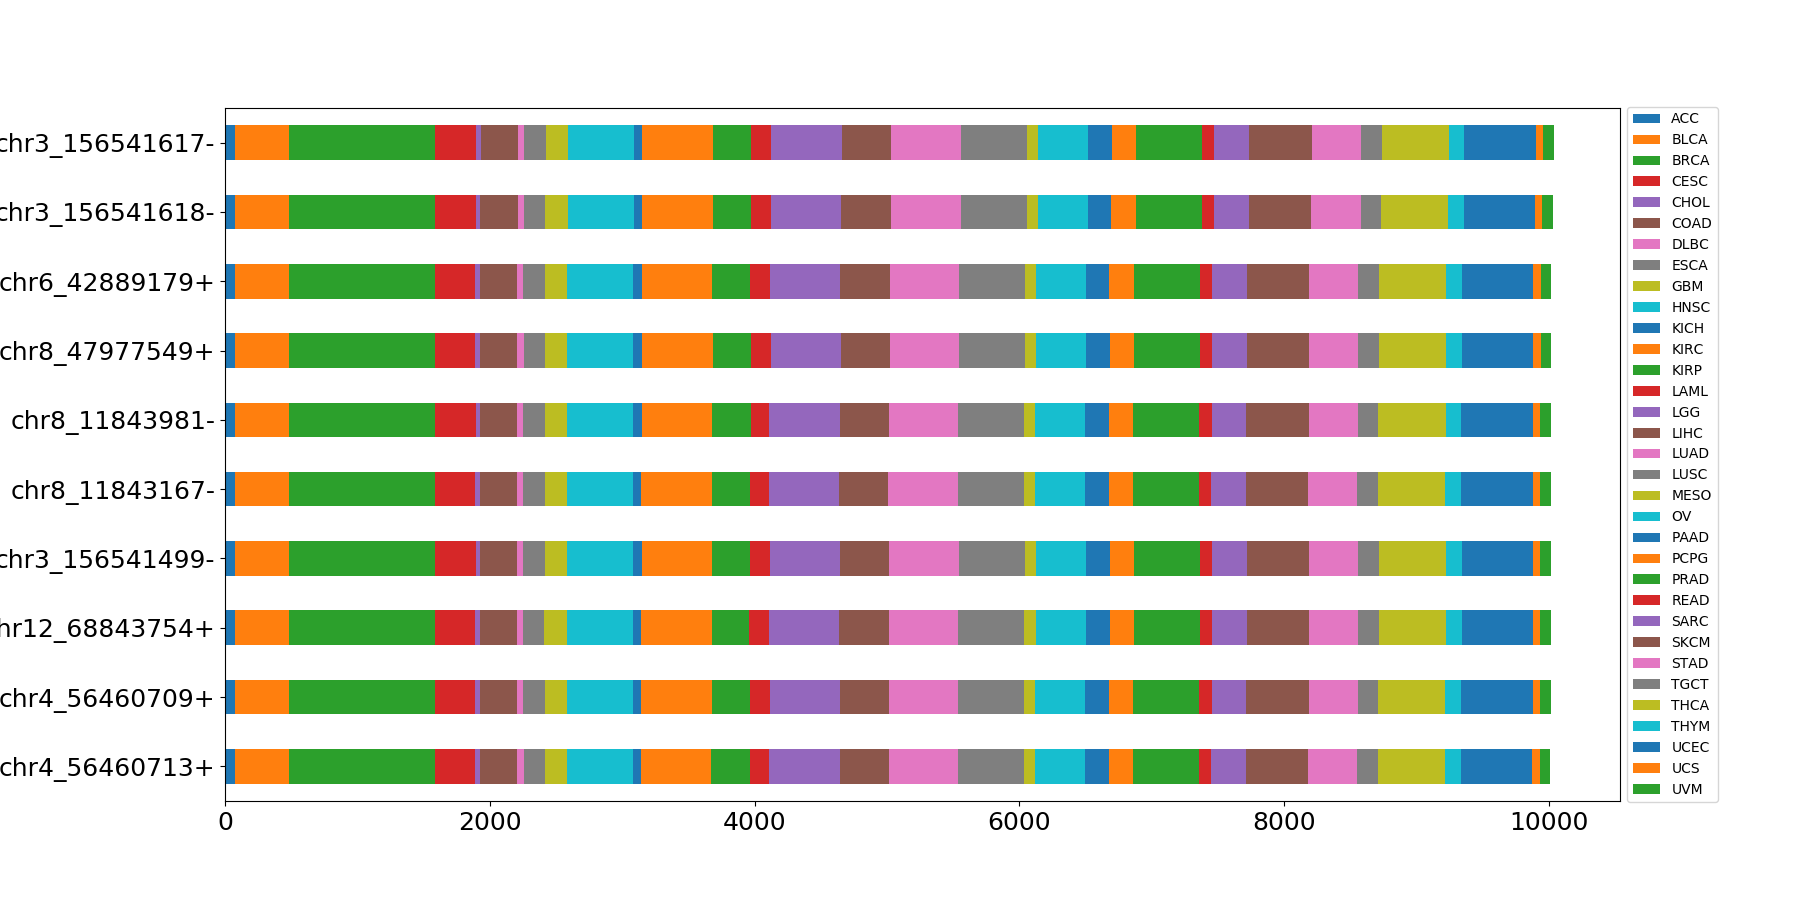 chr3_156541617-
chr3_156541618-
chr6_42889179+
chr8_47977549+
chr8_11843981-
chr8_11843167-
chr3_156541499-
hr12_68843754+
chr4_56460709+
chr4_56460713+
0 2000 4000 6000 8000 10000
ACC
BLCA
BRCA
CESC
CHOL
COAD
DLBC
ESCA
GBM
HNSC
KICH
KIRC
KIRP
LAML
LGG
LIHC
LUAD
LUSC
MESO
OV
PAAD
PCPG
PRAD
READ
SARC
SKCM
STAD
TGCT
THCA
THYM
UCEC
UCS
UVM